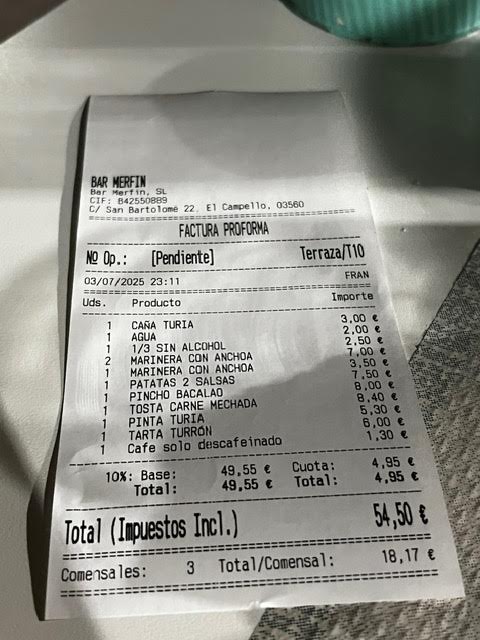 BAR MERFIN
Bar Merfin, SL
CIF: B42550889
C/ San Bartolomé 22, El Campello, 03560
FACTURA PROFORMA
Nº Op.: [Pendiente] Terraza/T10
03/07/2025 23:11 FRAN
Uds. Producto Importe
1 CAÑA TURIA 3,00 €
1 AGUA 2,00 €
1 1/3 SIN ALCOHOL 2,50 €
2 MARINERA CON ANCHOA 7,00 €
1 MARINERA CON ANCHOA 3,50 €
1 PATATAS 2 SALSAS 7,50 €
1 PINCHO BACALAO 8,00 €
1 TOSTA CARNE MECHADA 8,40 €
1 PINTA TURIA 5,30 €
1 TARTA TURRÓN 6,00 €
1 Cafe solo descafeinado 1,30 €
10%: Base: 49,55 € Cuota: 4,95 €
Total: 49,55 € Total: 4,95 €
Total (Impuestos Incl.) 54,50 €
Comensales: 3 Total/Comensal: 18,17 €